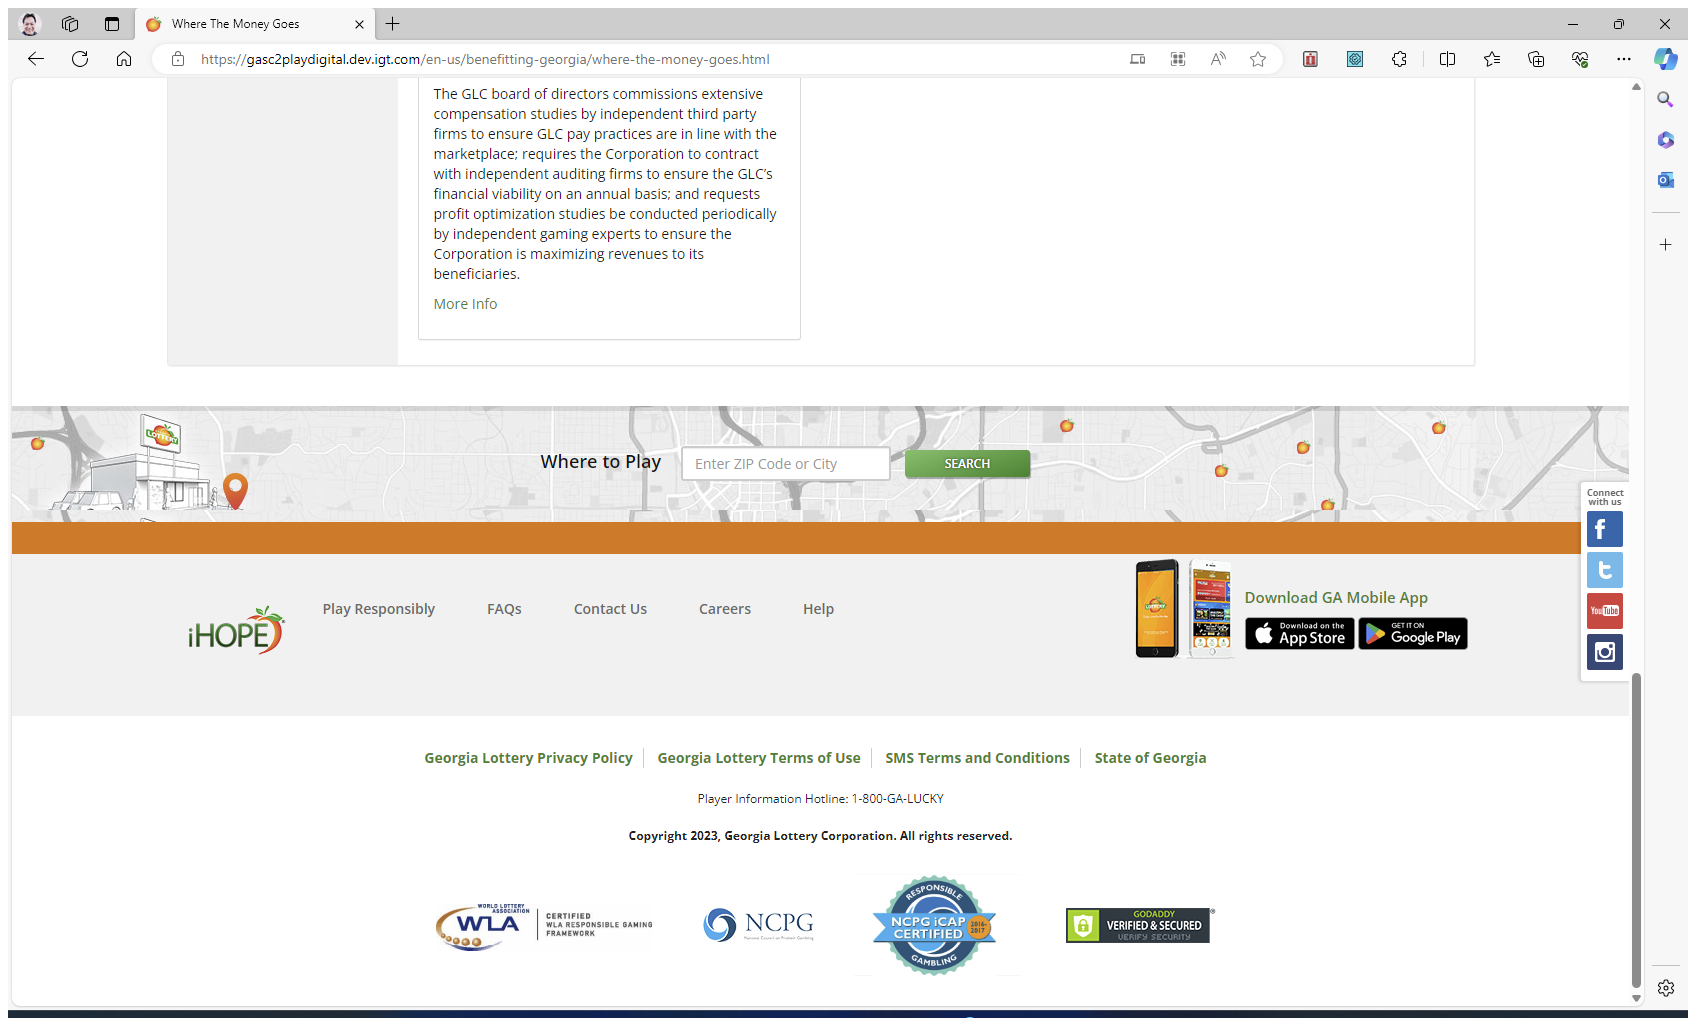 Where The Money Goes
https://gasc2playdigital.dev.igt.com/en-us/benefitting-georgia/where-the-money-goes.html
The GLC board of directors commissions extensive
compensation studies by independent third party
firms to ensure GLC pay practices are in line with the
marketplace; requires the Corporation to contract
with independent auditing firms to ensure the GLC’s
financial viability on an annual basis; and requests
profit optimization studies be conducted periodically
by independent gaming experts to ensure the
Corporation is maximizing revenues to its
beneficiaries.
More Info
LOTTERY
Where to Play
Enter ZIP Code or City
SEARCH
Connect
with us
You Tube
iHOPE
Play Responsibly
FAQs
Contact Us
Careers
Help
Download GA Mobile App
Download on the
App Store
GET IT ON
Google Play
Georgia Lottery Privacy Policy
Georgia Lottery Terms of Use
SMS Terms and Conditions
State of Georgia
Player Information Hotline: 1-800-GA-LUCKY
Copyright 2023, Georgia Lottery Corporation. All rights reserved.
WORLD LOTTERY
ASSOCIATION
WLA
CERTIFIED
WLA RESPONSIBLE GAMING
FRAMEWORK
NCPG
National Council on Problem Gambling
RESPONSIBLE
NCPG iCAP
CERTIFIED
2016-
2017
GAMBLING
GODADDY
VERIFIED & SECURED
VERIFY SECURITY